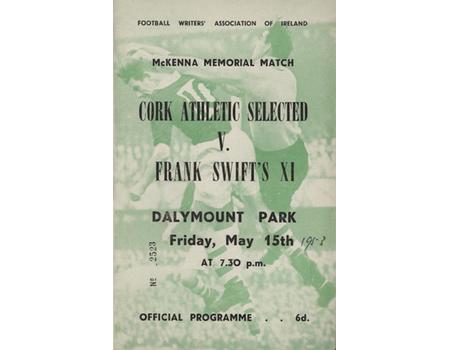 FOOTBALL WRITERS' ASSOCIATION OF IRELAND
McKENNA MEMORIAL MATCH
CORK ATHLETIC SELECTED
V.
FRANK SWIFT'S XI
DALYMOUNT PARK
Friday, May 15th 1953
AT 7.30 p.m.
Nº 2523
OFFICIAL PROGRAMME . . 6d.